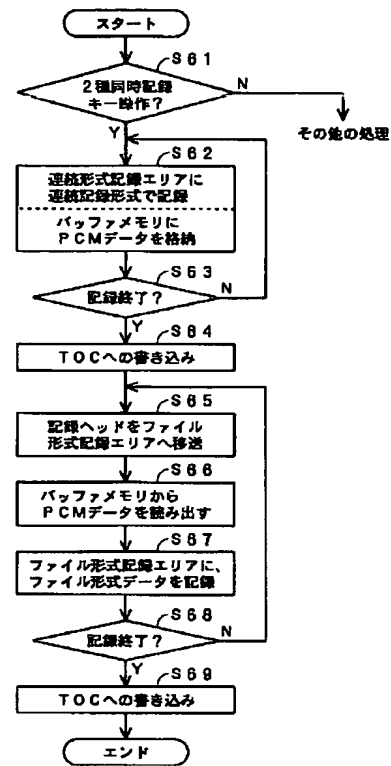 スタート
S61
2種同時記録
キー操作?
N
Y
その他の処理
S62
連続形式記録エリアに
連続記録形式で記録
バッファメモリに
PCMデータを格納
S63
記録終了?
N
Y
S64
TOCへの書き込み
S65
記録ヘッドをファイル
形式記録エリアへ移送
S66
バッファメモリから
PCMデータを読み出す
S67
ファイル形式記録エリアに、
ファイル形式データを記録
S68
記録終了?
N
Y
S69
TOCへの書き込み
エンド